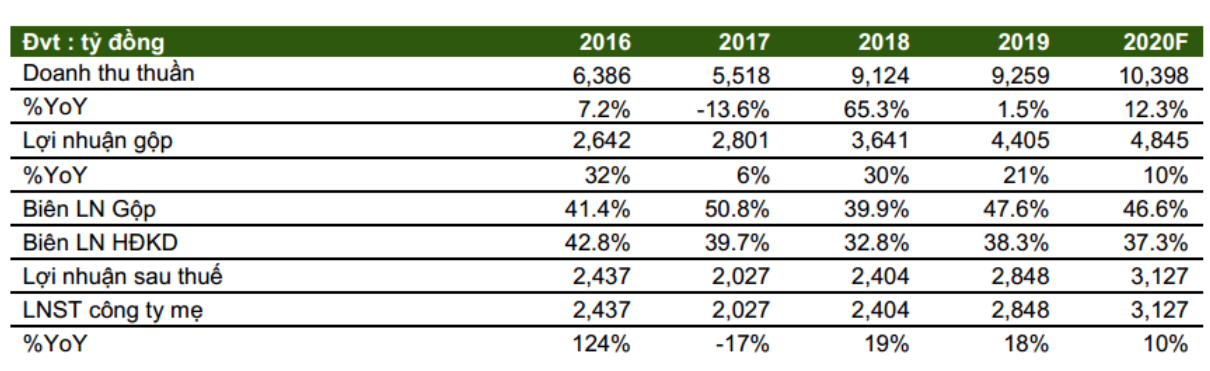 Đvt : tỷ đồng 2016 2017 2018 2019 2020F
Doanh thu thuần 6,386 5,518 9,124 9,259 10,398
%YoY 7.2% -13.6% 65.3% 1.5% 12.3%
Lợi nhuận gộp 2,642 2,801 3,641 4,405 4,845
%YoY 32% 6% 30% 21% 10%
Biên LN Gộp 41.4% 50.8% 39.9% 47.6% 46.6%
Biên LN HĐKD 42.8% 39.7% 32.8% 38.3% 37.3%
Lợi nhuận sau thuế 2,437 2,027 2,404 2,848 3,127
LNST công ty mẹ 2,437 2,027 2,404 2,848 3,127
%YoY 124% -17% 19% 18% 10%